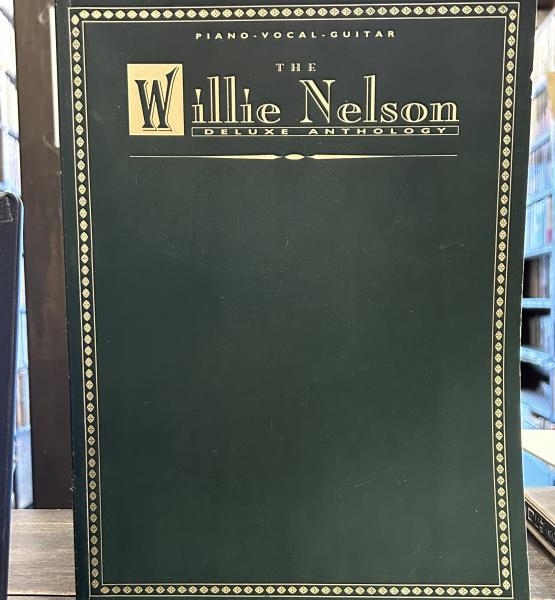 PIANO-VOCAL-GUITAR
THE
Willie Nelson
DELUXE ANTHOLOGY